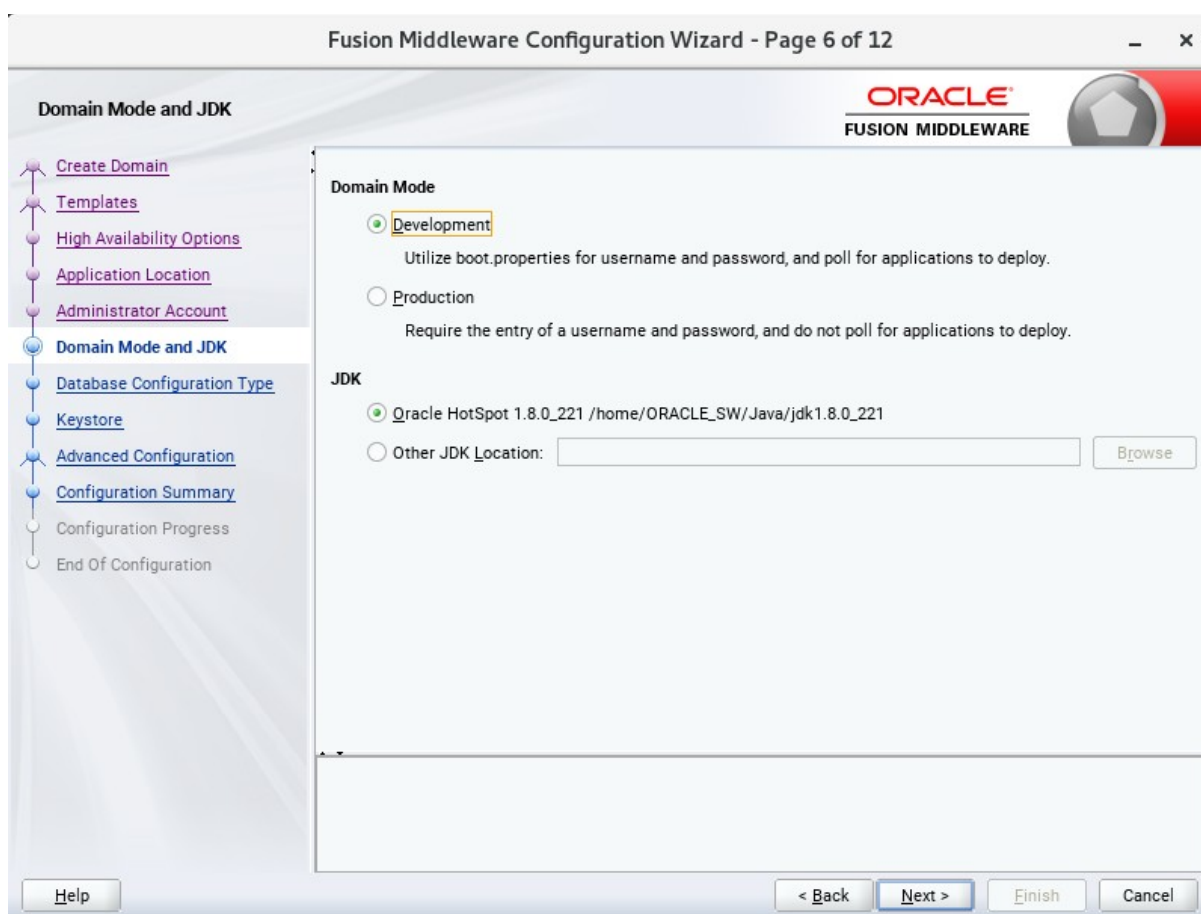 Fusion Middleware Configuration Wizard - Page 6 of 12
Domain Mode and JDK
ORACLE
FUSION MIDDLEWARE
Create Domain
Templates
High Availability Options
Application Location
Administrator Account
Domain Mode and JDK
Database Configuration Type
Keystore
Advanced Configuration
Configuration Summary
Configuration Progress
End Of Configuration
Domain Mode
Development
Utilize boot.properties for username and password, and poll for applications to deploy.
Production
Require the entry of a username and password, and do not poll for applications to deploy.
JDK
Oracle HotSpot 1.8.0_221 /home/ORACLE_SW/Java/jdk1.8.0_221
Other JDK Location:
Browse
Help
< Back
Next >
Finish
Cancel